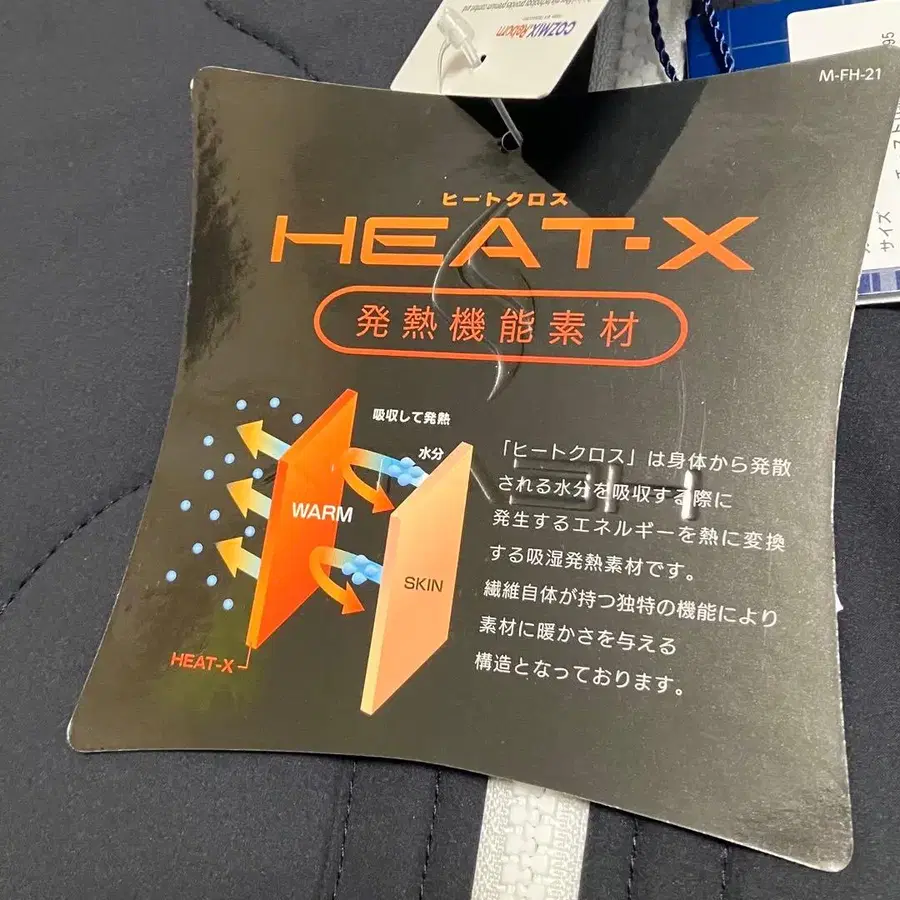 COZMIX.Reborn
M-FH-21
ヒートクロス
HEAT-X
発熱機能素材
吸収して発熱
水分
WARM
SKIN
HEAT-X
「ヒートクロス」は身体から発散
される水分を吸収する際に
発生するエネルギーを熱に変換
する吸湿発熱素材です。
繊維自体が持つ独特の機能により
素材に暖かさを与える
構造となっております。
サイズ